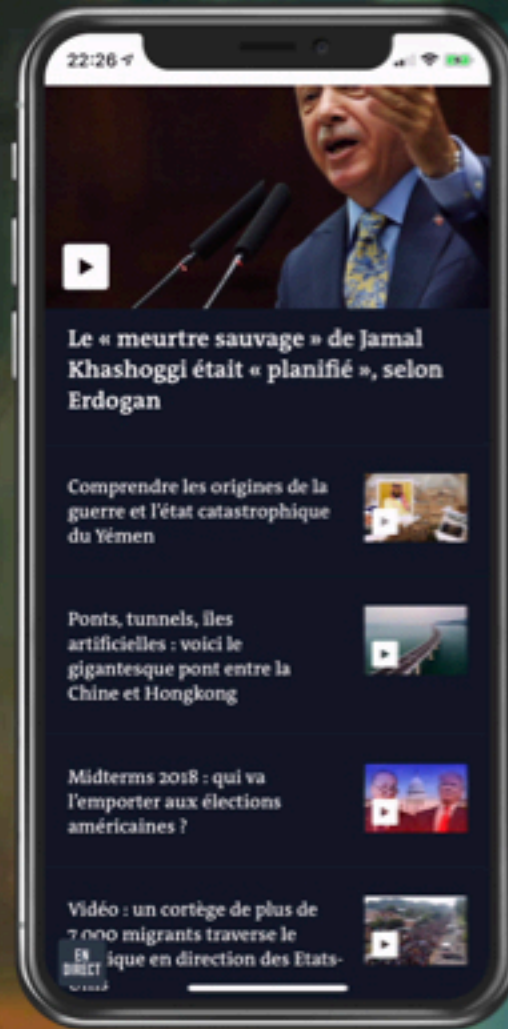 22:26
Le « meurtre sauvage » de Jamal
Khashoggi était « planifié », selon
Erdogan
Comprendre les origines de la
guerre et l'état catastrophique
du Yémen
Ponts, tunnels, îles
artificielles : voici le
gigantesque pont entre la
Chine et Hongkong
Midterms 2018 : qui va
l'emporter aux élections
américaines ?
Vidéo : un cortège de plus de
7 000 migrants traverse le
ique en direction des Etats-
EN
DIRECT